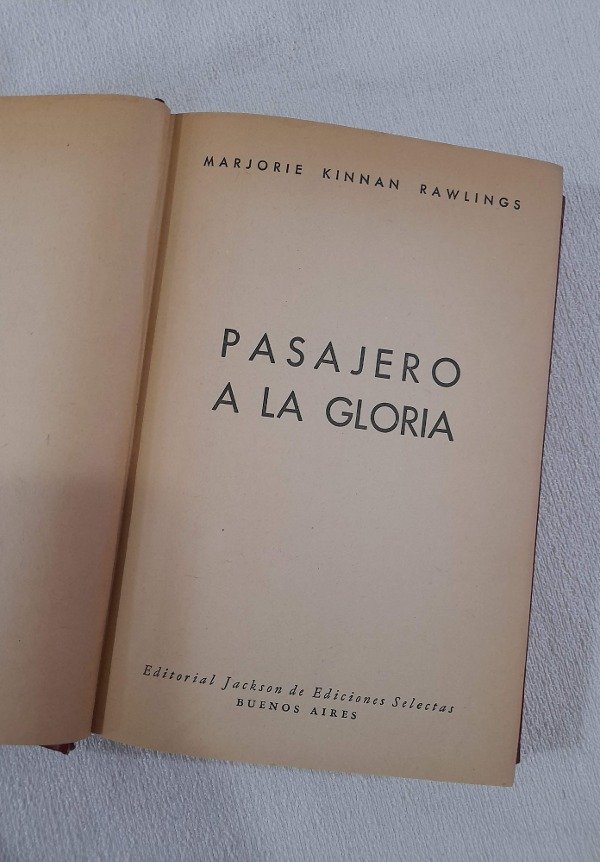 MARJORIE KINNAN RAWLINGS
PASAJERO
A LA GLORIA
Editorial Jackson de Ediciones Selectas
BUENOS AIRES